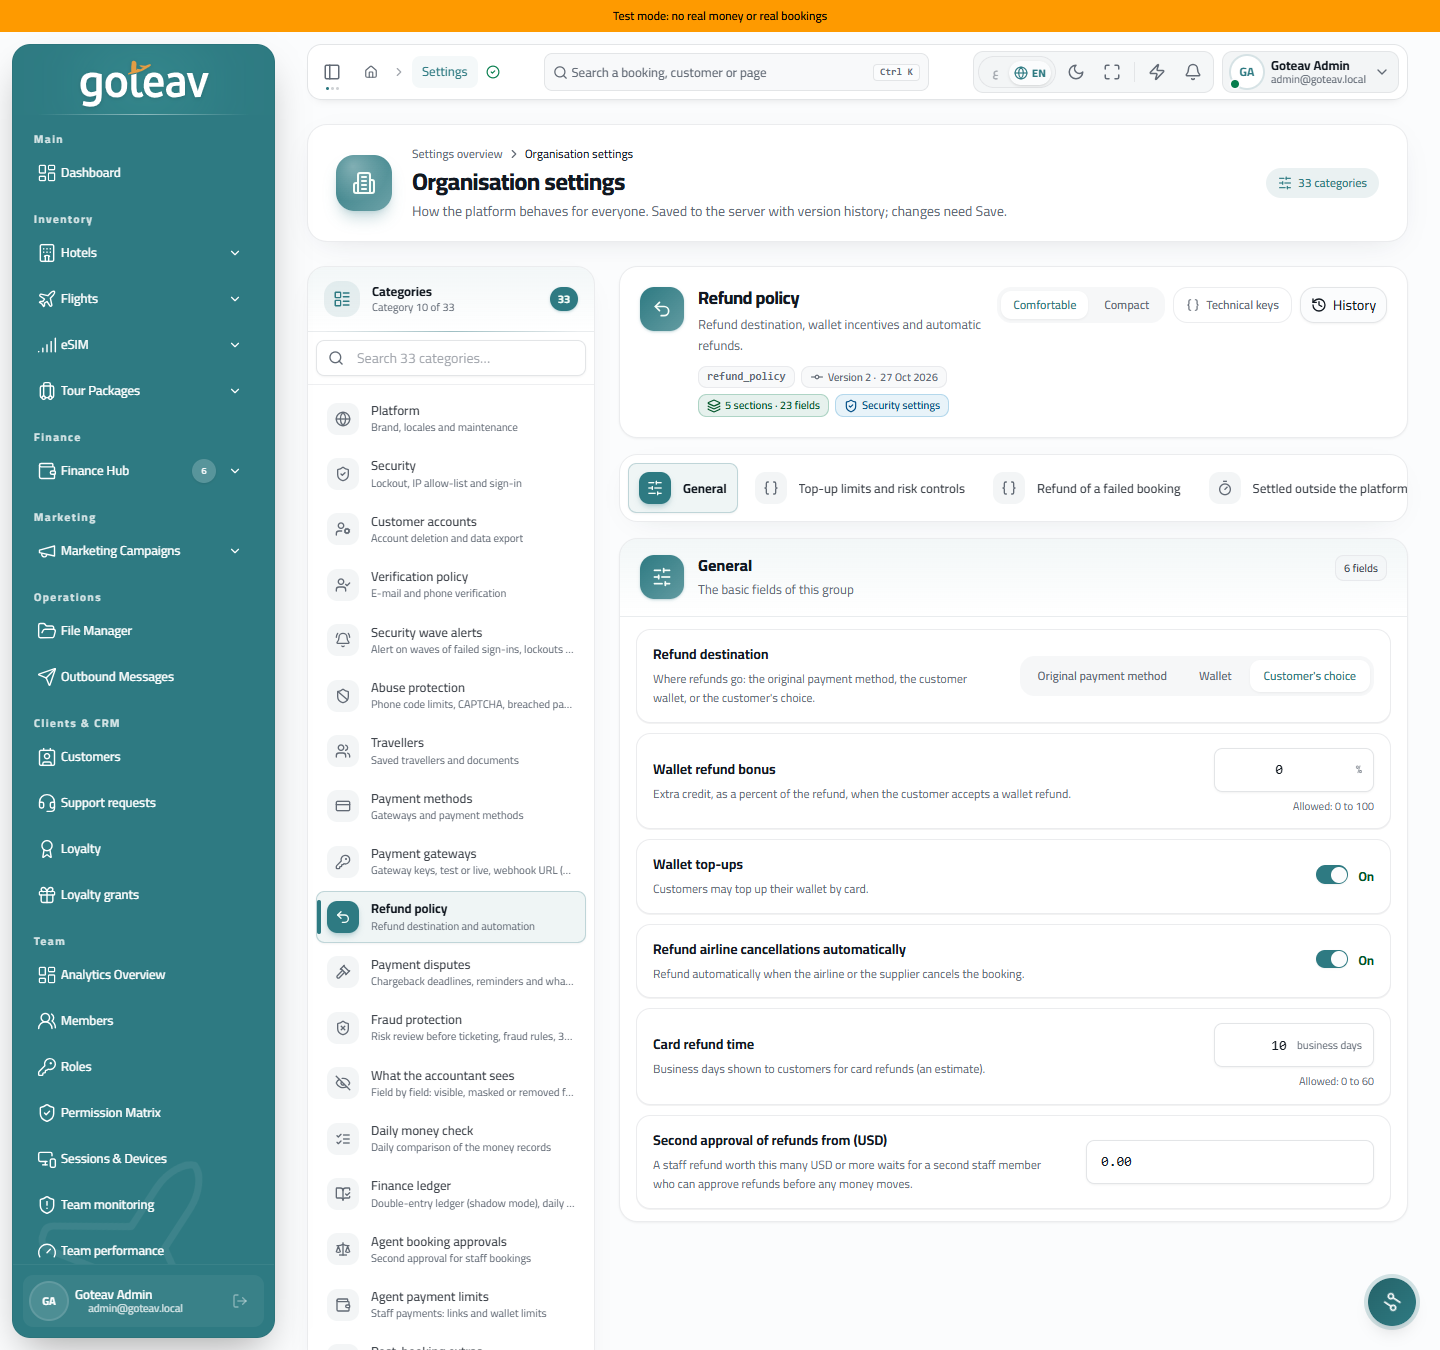 Test mode: no real money or real bookings
goteav
Main
Dashboard
Inventory
Hotels
Flights
eSIM
Tour Packages
Finance
Finance Hub
6
Marketing
Marketing Campaigns
Operations
File Manager
Outbound Messages
Clients & CRM
Customers
Support requests
Loyalty
Loyalty grants
Team
Analytics Overview
Members
Roles
Permission Matrix
Sessions & Devices
Team monitoring
Team performance
GA
Goteav Admin
admin@goteav.local
Settings
Search a booking, customer or page
Ctrl K
EN
GA
Goteav Admin
admin@goteav.local
Settings overview > Organisation settings
Organisation settings
How the platform behaves for everyone. Saved to the server with version history; changes need Save.
33 categories
Categories
Category 10 of 33
33
Search 33 categories...
Platform
Brand, locales and maintenance
Security
Lockout, IP allow-list and sign-in
Customer accounts
Account deletion and data export
Verification policy
E-mail and phone verification
Security wave alerts
Alert on waves of failed sign-ins, lockouts ...
Abuse protection
Phone code limits, CAPTCHA, breached pa...
Travellers
Saved travellers and documents
Payment methods
Gateways and payment methods
Payment gateways
Gateway keys, test or live, webhook URL (...
Refund policy
Refund destination and automation
Payment disputes
Chargeback deadlines, reminders and wha...
Fraud protection
Risk review before ticketing, fraud rules, 3...
What the accountant sees
Field by field: visible, masked or removed f...
Daily money check
Daily comparison of the money records
Finance ledger
Double-entry ledger (shadow mode), daily ...
Agent booking approvals
Second approval for staff bookings
Agent payment limits
Staff payments: links and wallet limits
Refund policy
Refund destination, wallet incentives and automatic
refunds.
Comfortable
Compact
{ } Technical keys
History
refund_policy
Version 2 · 27 Oct 2026
5 sections · 23 fields
Security settings
General
{ } Top-up limits and risk controls
{ } Refund of a failed booking
Settled outside the platform
General
The basic fields of this group
6 fields
Refund destination
Where refunds go: the original payment method, the customer
wallet, or the customer's choice.
Original payment method
Wallet
Customer's choice
Wallet refund bonus
Extra credit, as a percent of the refund, when the customer accepts a wallet refund.
0 %
Allowed: 0 to 100
Wallet top-ups
Customers may top up their wallet by card.
On
Refund airline cancellations automatically
Refund automatically when the airline or the supplier cancels the booking.
On
Card refund time
Business days shown to customers for card refunds (an estimate).
10 business days
Allowed: 0 to 60
Second approval of refunds from (USD)
A staff refund worth this many USD or more waits for a second staff member
who can approve refunds before any money moves.
0.00